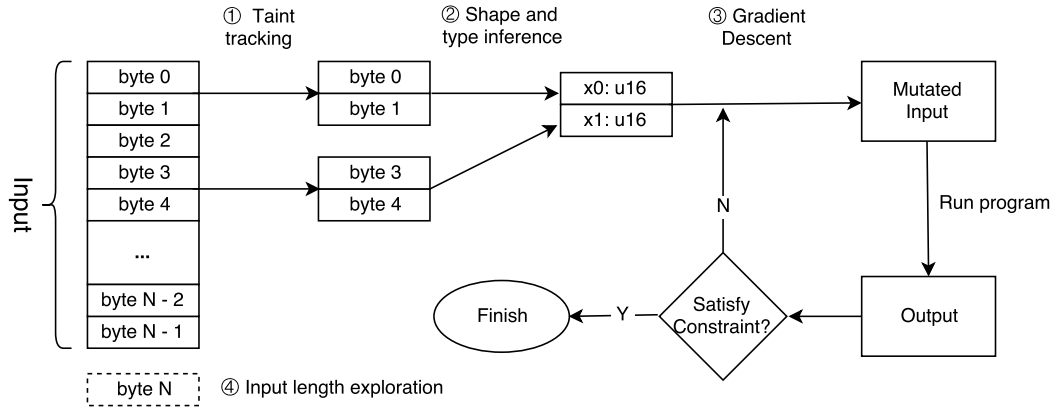 ① Taint
tracking
② Shape and
type inference
③ Gradient
Descent
Input
byte 0
byte 1
byte 2
byte 3
byte 4
...
byte N - 2
byte N - 1
byte N
byte 0
byte 1
byte 3
byte 4
x0: u16
x1: u16
Mutated
Input
Run program
Output
Satisfy
Constraint?
N
Y
Finish
④ Input length exploration